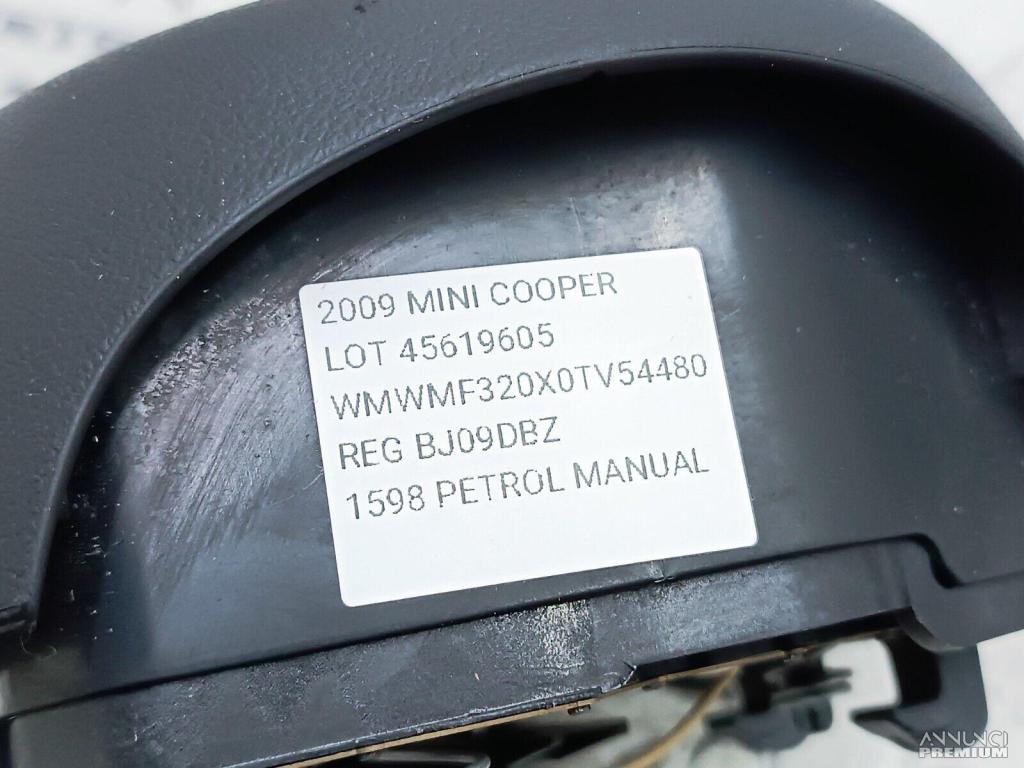 2009 MINI COOPER
LOT 45619605
WMWMF320X0TV54480
REG BJ09DBZ
1598 PETROL MANUAL
ANNUNCI
PREMIUM